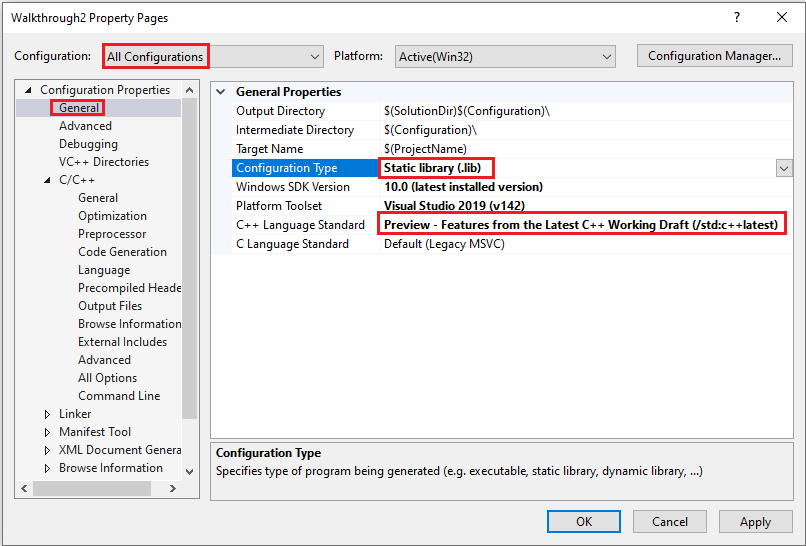 Walkthrough2 Property Pages ? ×
Configuration: All Configurations Platform: Active(Win32) Configuration Manager...
Configuration Properties
General
Advanced
Debugging
VC++ Directories
C/C++
General
Optimization
Preprocessor
Code Generation
Language
Precompiled Heade
Output Files
Browse Information
External Includes
Advanced
All Options
Command Line
Linker
Manifest Tool
XML Document Genera
Browse Information
General Properties
Output Directory $(SolutionDir)$(Configuration)\
Intermediate Directory $(Configuration)\
Target Name $(ProjectName)
Configuration Type Static library (.lib)
Windows SDK Version 10.0 (latest installed version)
Platform Toolset Visual Studio 2019 (v142)
C++ Language Standard Preview - Features from the Latest C++ Working Draft (/std:c++latest)
C Language Standard Default (Legacy MSVC)
Configuration Type
Specifies type of program being generated (e.g. executable, static library, dynamic library, ...)
OK Cancel Apply